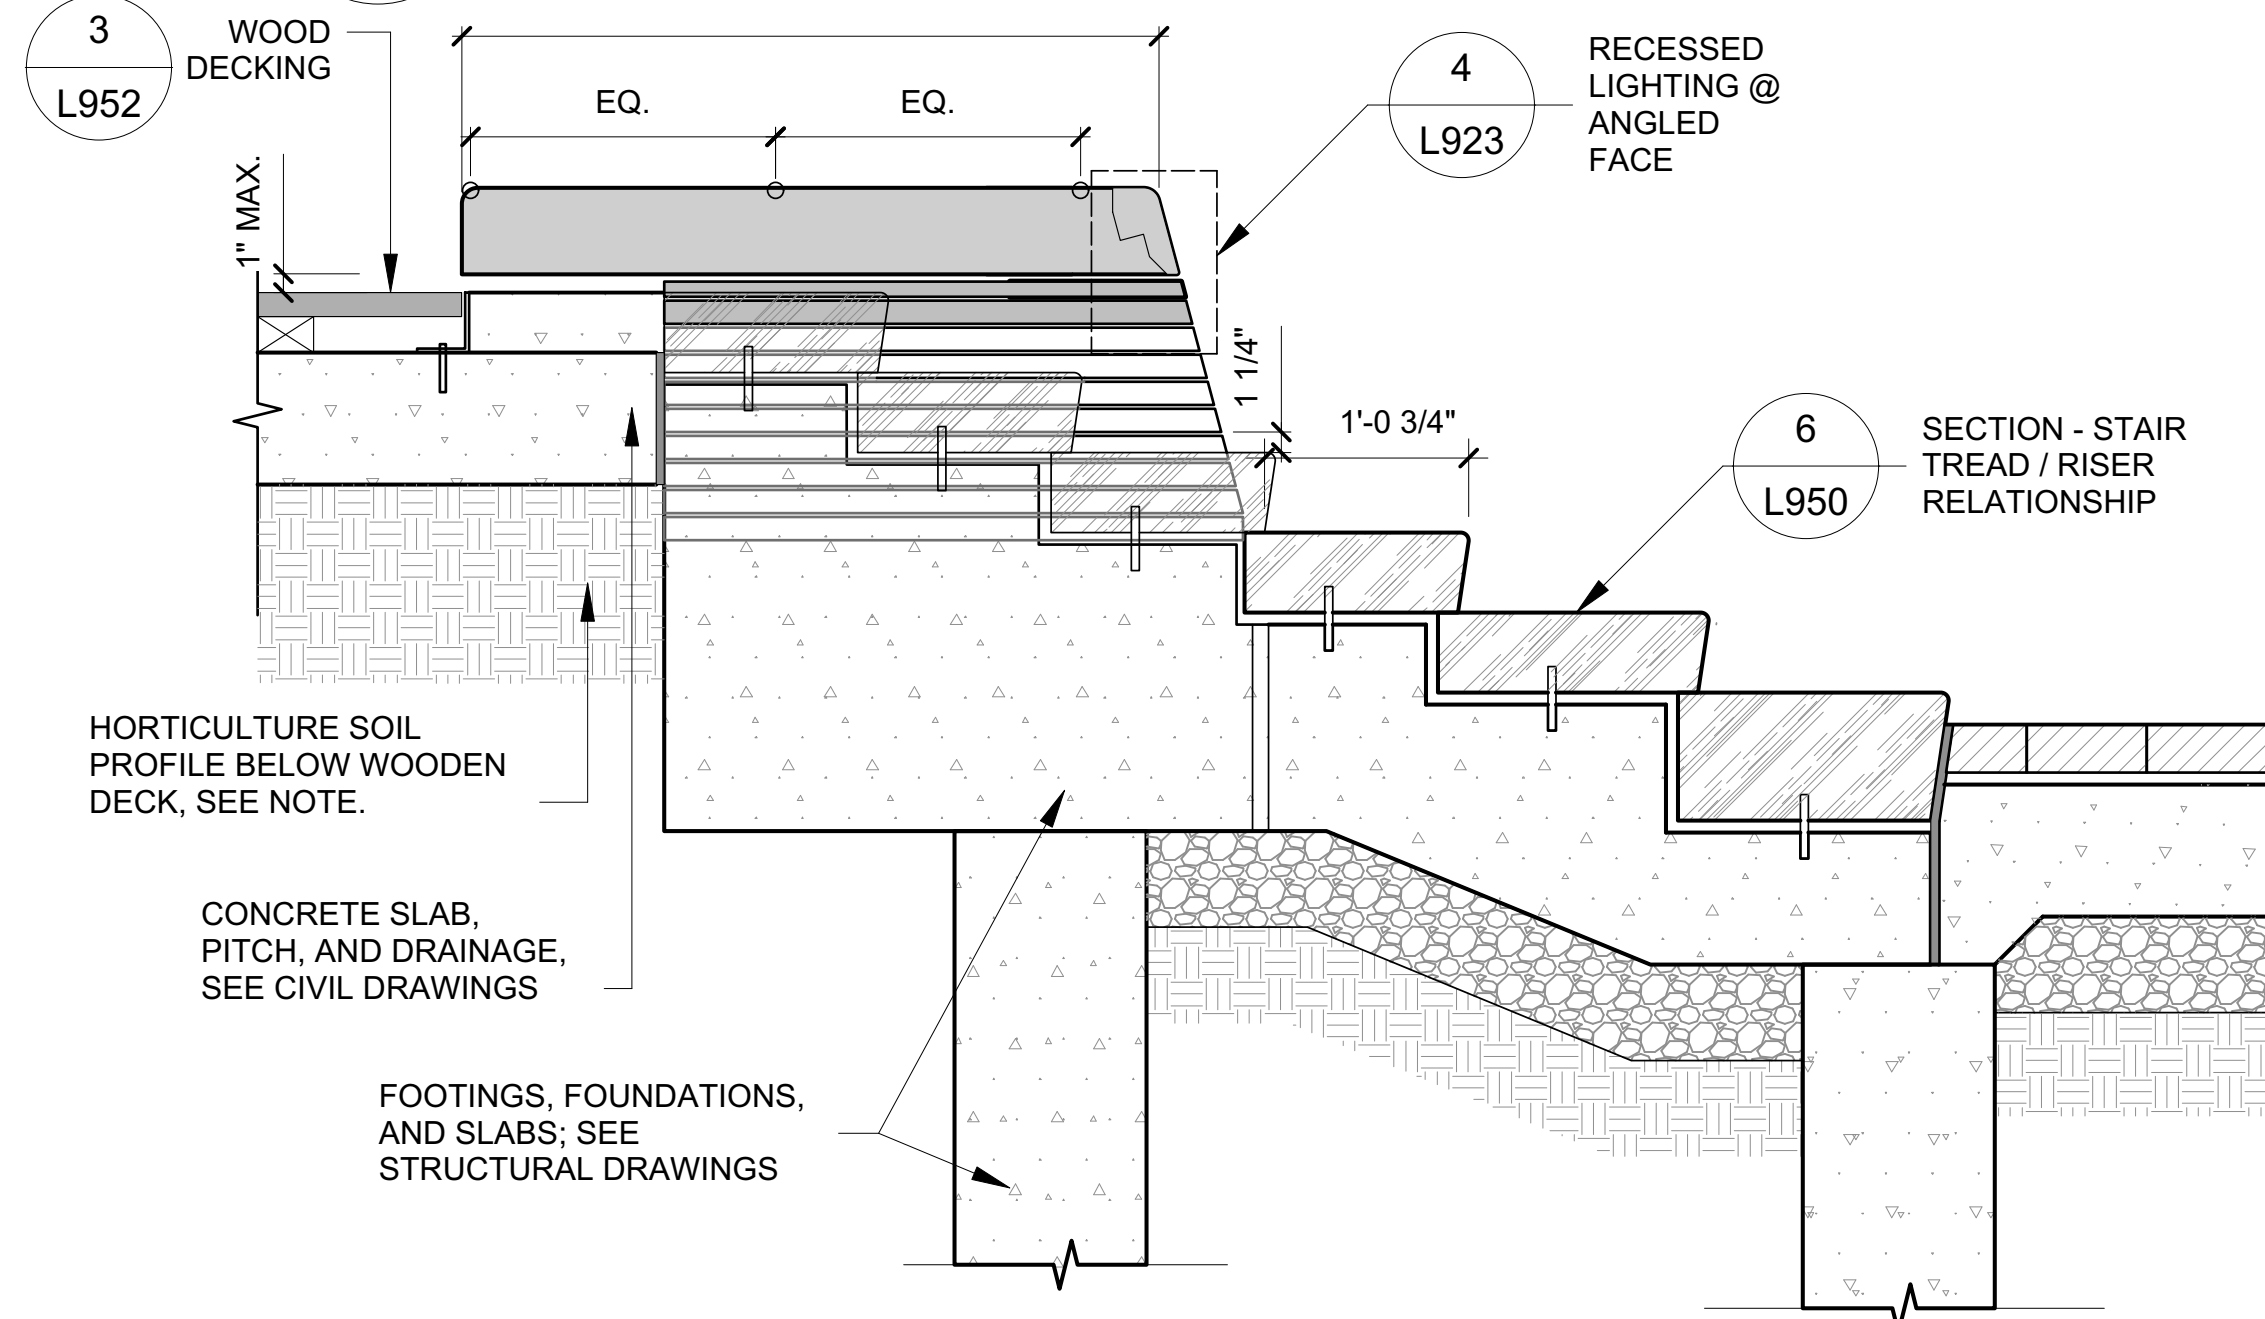 3
L952
WOOD
DECKING
EQ.
EQ.
4
L923
RECESSED
LIGHTING @
ANGLED
FACE
1" MAX.
1 1/4"
1'-0 3/4"
6
L950
SECTION - STAIR
TREAD / RISER
RELATIONSHIP
HORTICULTURE SOIL
PROFILE BELOW WOODEN
DECK, SEE NOTE.
CONCRETE SLAB,
PITCH, AND DRAINAGE,
SEE CIVIL DRAWINGS
FOOTINGS, FOUNDATIONS,
AND SLABS; SEE
STRUCTURAL DRAWINGS